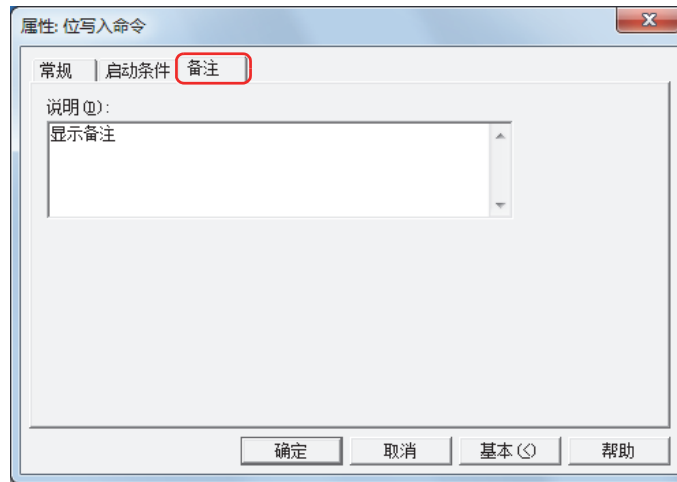 属性: 位写入命令
常规 启动条件 备注
说明(D):
显示备注
确定 取消 基本(<) 帮助